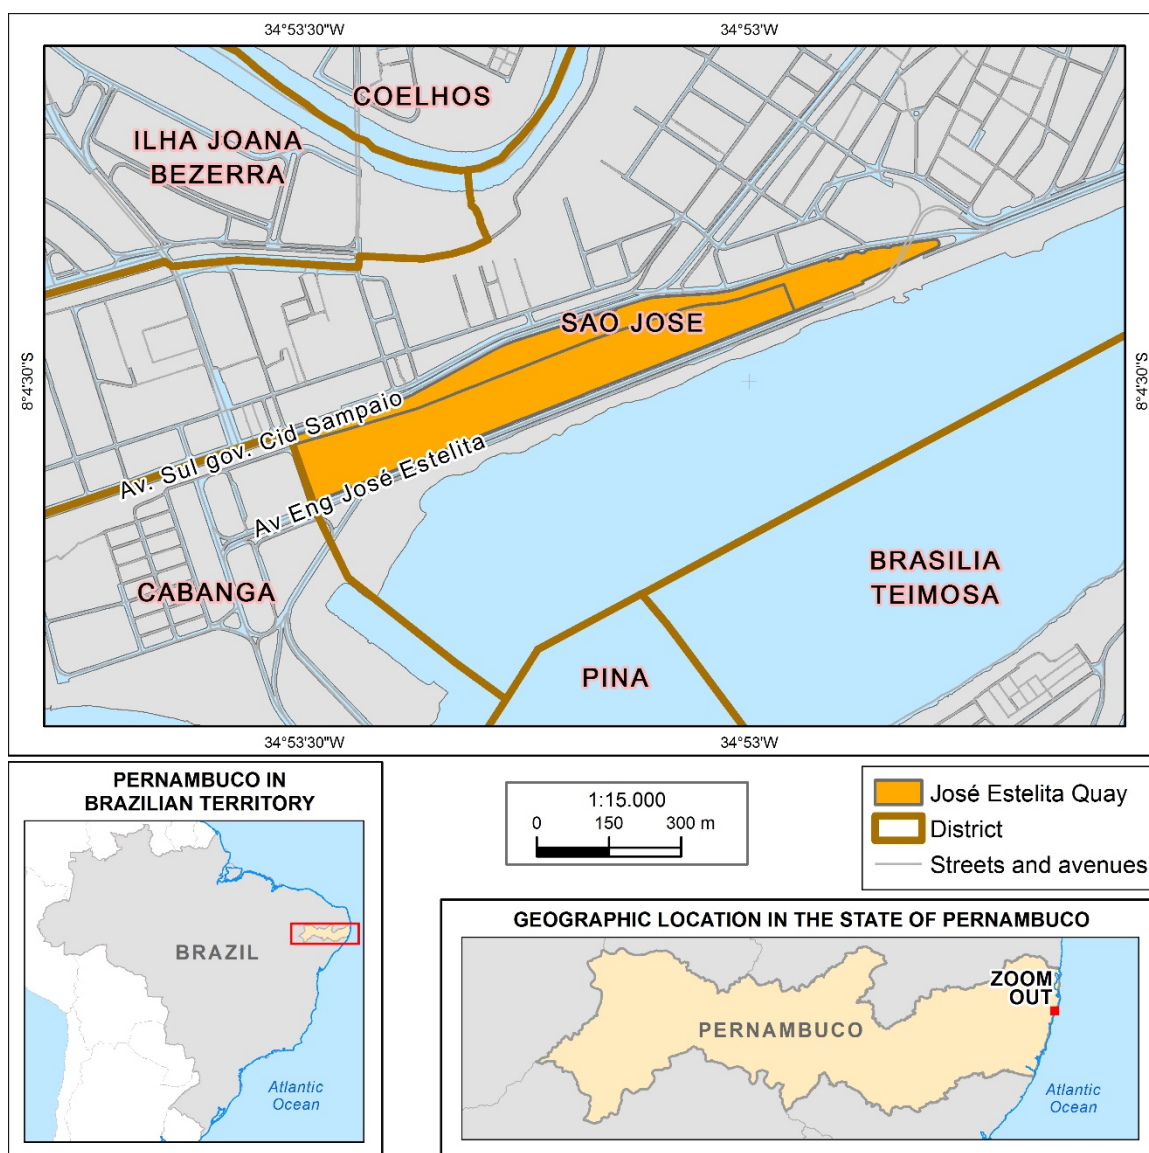 34°53'30"W
34°53'W
COELHOS
ILHA JOANA
BEZERRA
SAO JOSE
8°4'30"S
8°4'30"S
Av. Sul gov. Cid Sampaio
Av Eng José Estelita
BRASILIA
TEIMOSA
CABANGA
PINA
34°53'30"W
34°53'W
PERNAMBUCO IN
BRAZILIAN TERRITORY
BRAZIL
Atlantic
Ocean
1:15.000
0 150 300 m
José Estelita Quay
District
Streets and avenues
GEOGRAPHIC LOCATION IN THE STATE OF PERNAMBUCO
ZOOM
OUT
PERNAMBUCO
Atlantic
Ocean